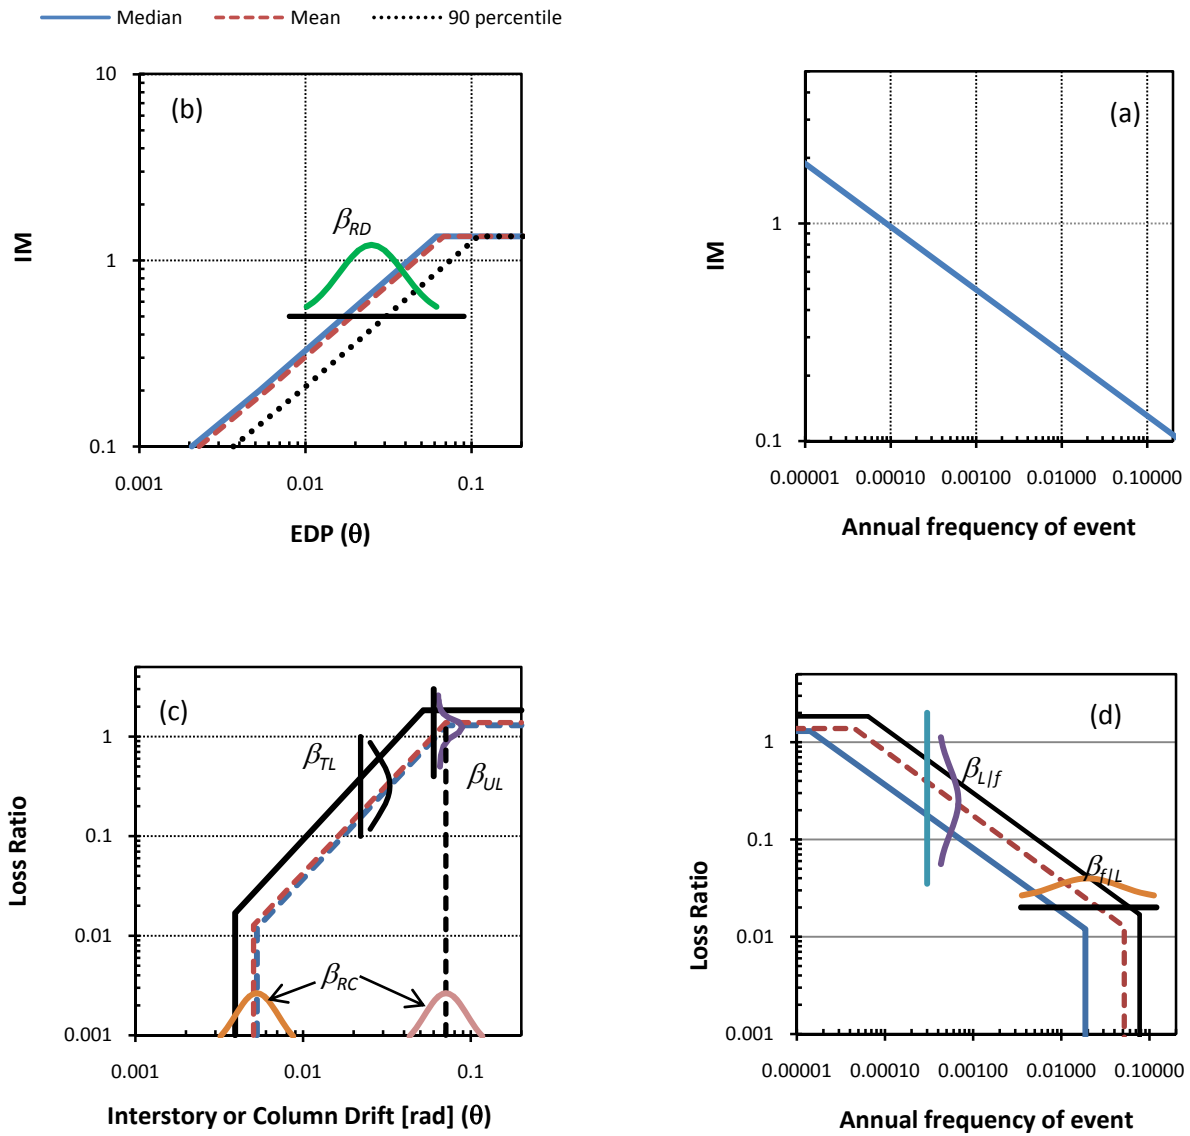 Median Mean 90 percentile
(b)
10
1
0.1
β_RD
IM
0.001 0.01 0.1
EDP (θ)
(a)
1
0.1
IM
0.00001 0.00010 0.00100 0.01000 0.10000
Annual frequency of event
(c)
1
0.1
0.01
0.001
β_TL
β_UL
β_RC
Loss Ratio
0.001 0.01 0.1
Interstory or Column Drift [rad] (θ)
(d)
1
0.1
0.01
0.001
β_L|f
β_f|L
Loss Ratio
0.00001 0.00010 0.00100 0.01000 0.10000
Annual frequency of event